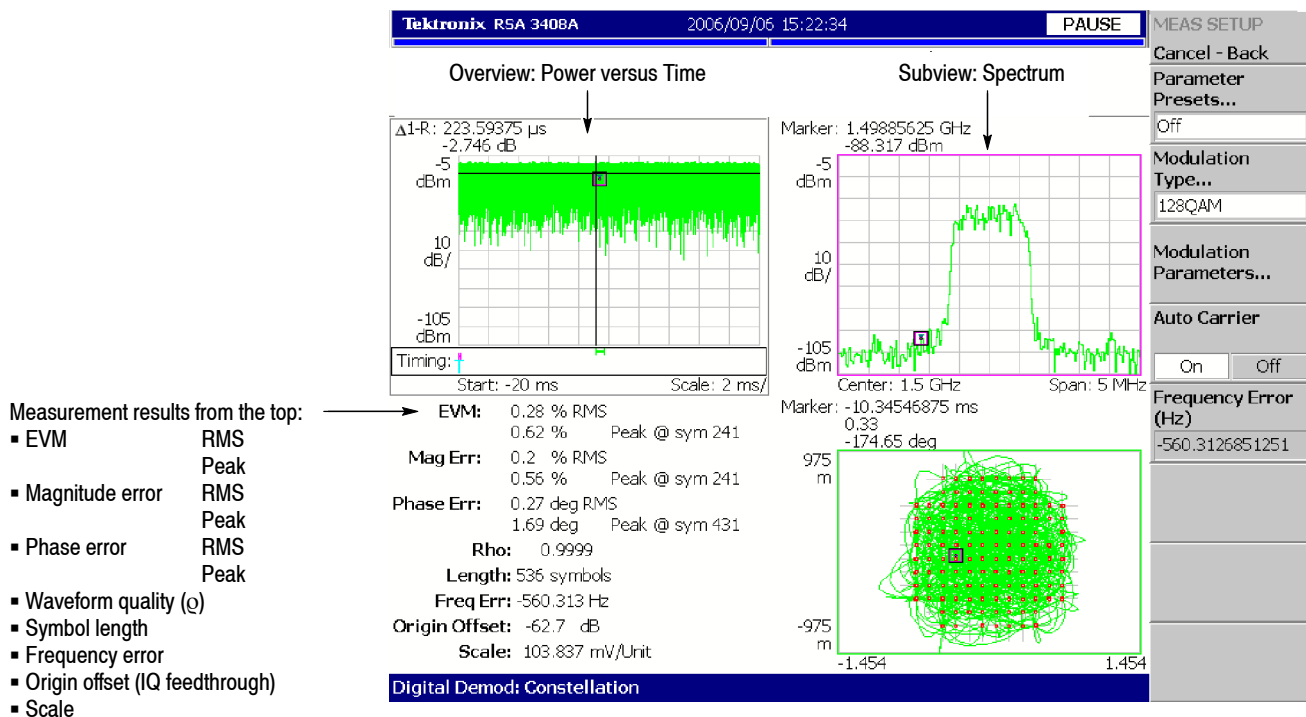 Tektronix RSA 3408A 2006/09/06 15:22:34 PAUSE
MEAS SETUP
Cancel - Back
Parameter
Presets...
Off
Modulation
Type...
128QAM
Modulation
Parameters...
Auto Carrier
On Off
Frequency Error
(Hz)
-560.3126851251
Overview: Power versus Time
Subview: Spectrum
Δ1-R: 223.59375 µs
-2.746 dB
-5
dBm
10
dB/
-105
dBm
Timing:
Start: -20 ms Scale: 2 ms/
Marker: 1.49885625 GHz
-88.317 dBm
-5
dBm
10
dB/
-105
dBm
Center: 1.5 GHz Span: 5 MHz
Measurement results from the top:
▪ EVM RMS
Peak
▪ Magnitude error RMS
Peak
▪ Phase error RMS
Peak
▪ Waveform quality (ϱ)
▪ Symbol length
▪ Frequency error
▪ Origin offset (IQ feedthrough)
▪ Scale
EVM: 0.28 % RMS
0.62 % Peak @ sym 241
Mag Err: 0.2 % RMS
0.56 % Peak @ sym 241
Phase Err: 0.27 deg RMS
1.69 deg Peak @ sym 431
Rho: 0.9999
Length: 536 symbols
Freq Err: -560.313 Hz
Origin Offset: -62.7 dB
Scale: 103.837 mV/Unit
Marker: -10.34546875 ms
0.33
-174.65 deg
975
m
-975
m
-1.454 1.454
Digital Demod: Constellation